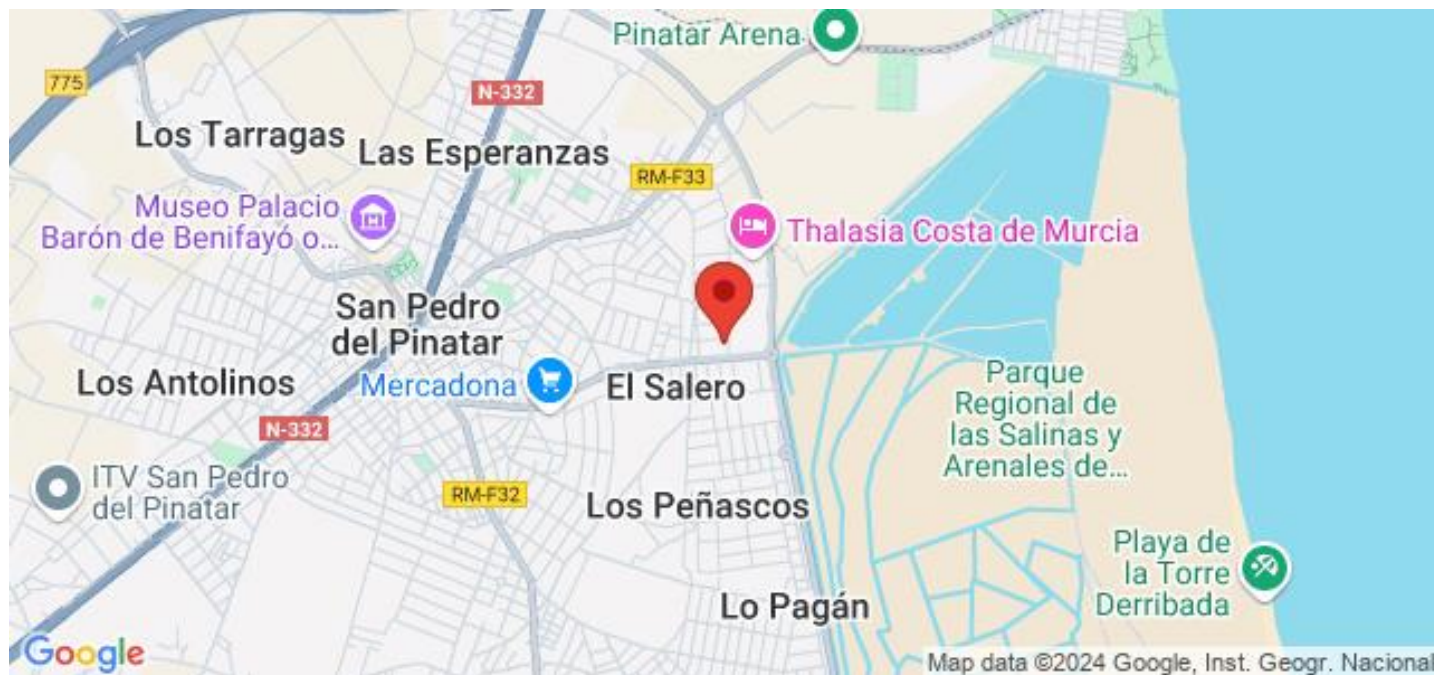 Pinatar Arena
775
N-332
Los Tarragas
Las Esperanzas
RM-F33
Museo Palacio
Barón de Benifayó o...
Thalasia Costa de Murcia
San Pedro
del Pinatar
Los Antolinos
Mercadona
El Salero
Parque
Regional de
las Salinas y
Arenales de...
N-332
ITV San Pedro
del Pinatar
RM-F32
Los Peñascos
Playa de
la Torre
Derribada
Lo Pagán
Google
Map data ©2024 Google, Inst. Geogr. Nacional